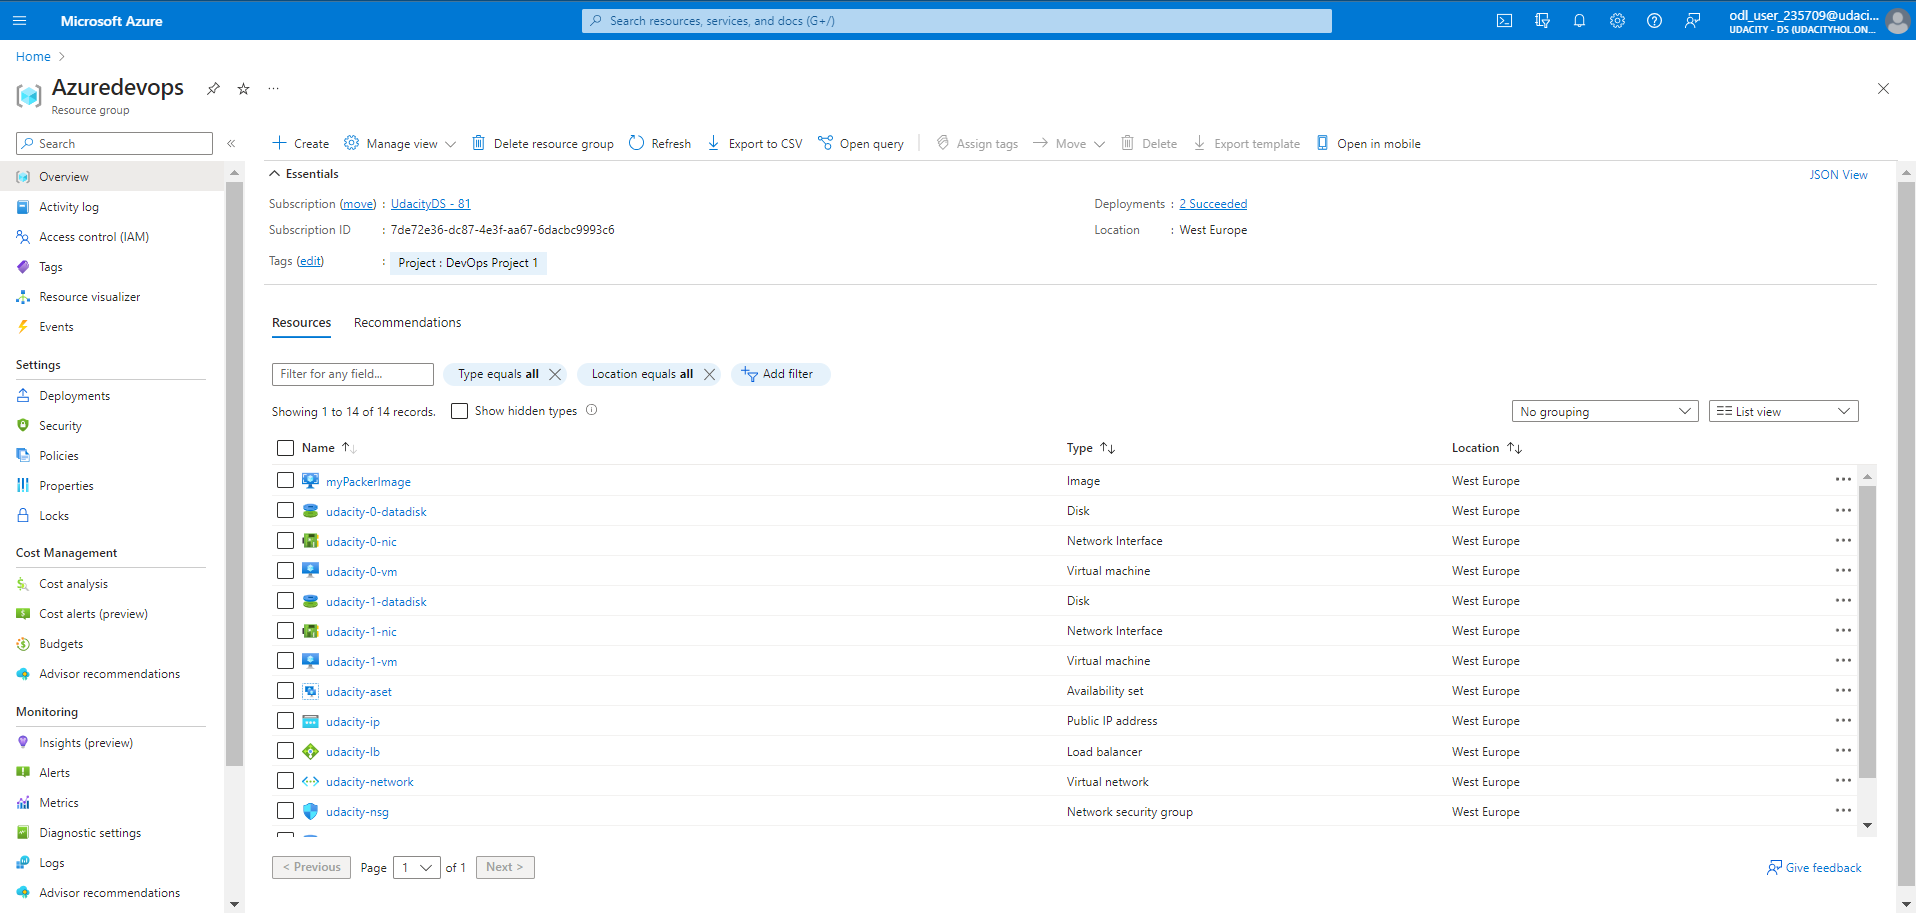 Microsoft Azure
Search resources, services, and docs (G+/)
odl_user_235709@udaci...
UDACITY - DS (UDACITYHOL.ON...
Home
Azuredevops
Resource group
Search
Create
Manage view
Delete resource group
Refresh
Export to CSV
Open query
Assign tags
Move
Delete
Export template
Open in mobile
Overview
Activity log
Access control (IAM)
Tags
Resource visualizer
Events
Settings
Deployments
Security
Policies
Properties
Locks
Cost Management
Cost analysis
Cost alerts (preview)
Budgets
Advisor recommendations
Monitoring
Insights (preview)
Alerts
Metrics
Diagnostic settings
Logs
Advisor recommendations
Essentials
JSON View
Subscription (move) : UdacityDS - 81
Deployments : 2 Succeeded
Subscription ID : 7de72e36-dc87-4e3f-aa67-6dacbc9993c6
Location : West Europe
Tags (edit) : Project : DevOps Project 1
Resources
Recommendations
Filter for any field...
Type equals all
Location equals all
Add filter
Showing 1 to 14 of 14 records.
Show hidden types
No grouping
List view
Name Type Location
myPackerImage Image West Europe
udacity-0-datadisk Disk West Europe
udacity-0-nic Network Interface West Europe
udacity-0-vm Virtual machine West Europe
udacity-1-datadisk Disk West Europe
udacity-1-nic Network Interface West Europe
udacity-1-vm Virtual machine West Europe
udacity-aset Availability set West Europe
udacity-ip Public IP address West Europe
udacity-lb Load balancer West Europe
udacity-network Virtual network West Europe
udacity-nsg Network security group West Europe
< Previous
Page 1 of 1
Next >
Give feedback